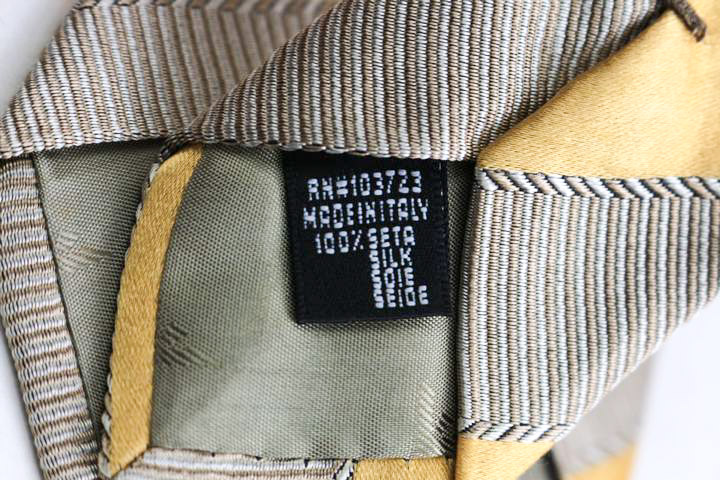 RN#103723
MADE IN ITALY
100% SETA
SILK
SOIE
SEIDE